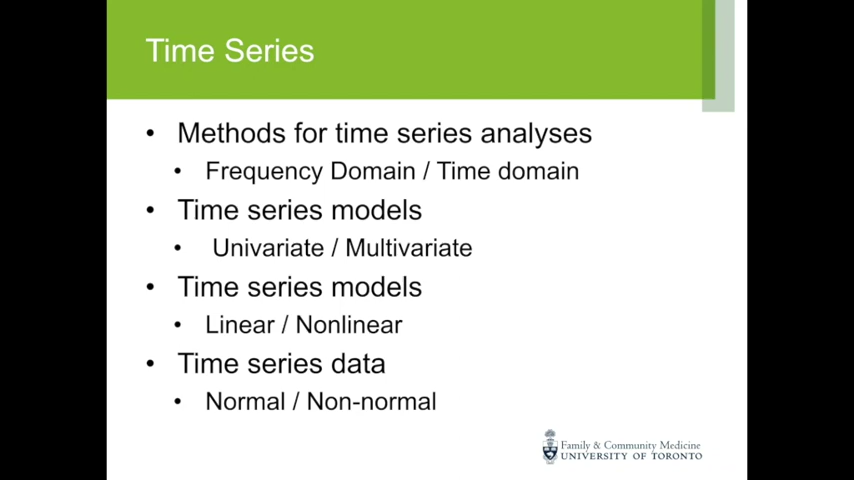 Time Series
• Methods for time series analyses
• Frequency Domain / Time domain
• Time series models
• Univariate / Multivariate
• Time series models
• Linear / Nonlinear
• Time series data
• Normal / Non-normal
Family & Community Medicine
UNIVERSITY OF TORONTO